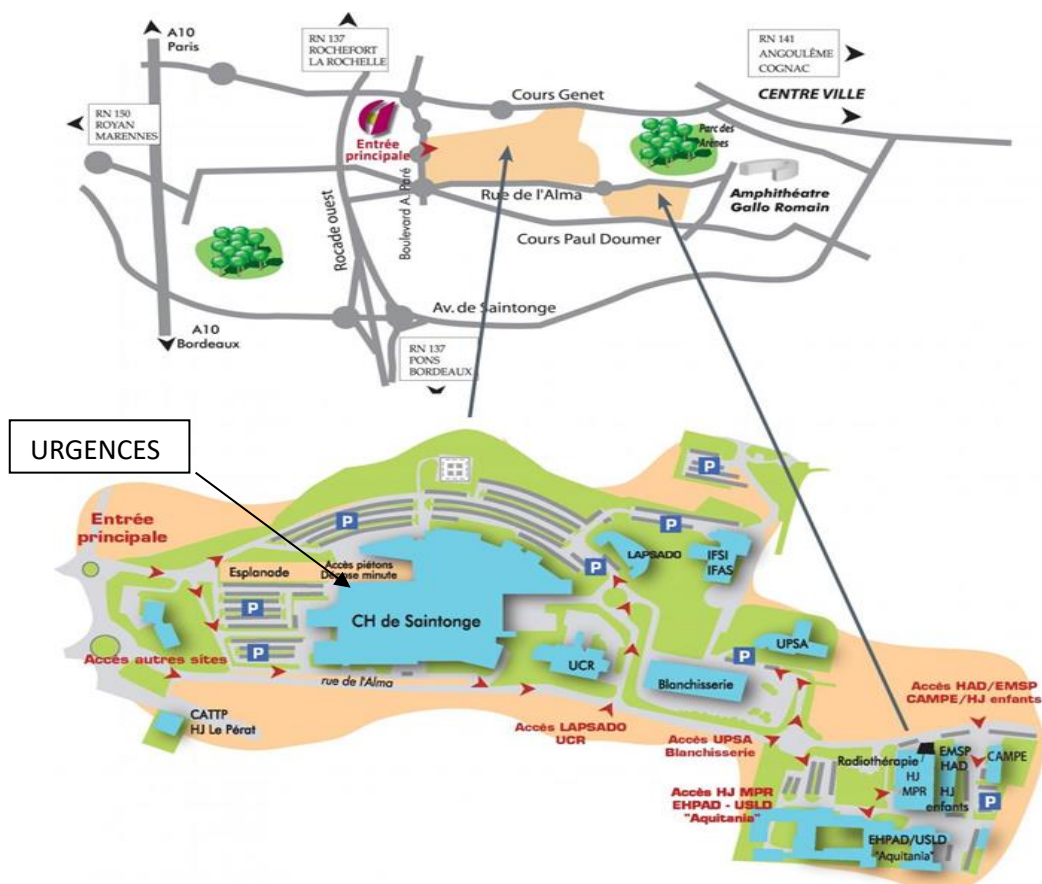 A10
Paris
RN 137
ROCHEFORT
LA ROCHELLE
RN 141
ANGOULÊME
COGNAC
CENTRE VILLE
Cours Genet
RN 150
ROYAN
MARENNES
Entrée
principale
Parc des
Arènes
Rue de l'Alma
Amphithéatre
Gallo Romain
Boulevard A. Paré
Rocade ouest
Cours Paul Doumer
Av. de Saintonge
A10
Bordeaux
RN 137
PONS
BORDEAUX
URGENCES
P
Entrée
principale
P
P
LAPSADO
IFSI
IFAS
Accès piétons
Dépose minute
Esplanade
P
P
CH de Saintonge
UPSA
P
UCR
Accès autres sites
P
Blanchisserie
rue de l'Alma
Accès HAD/EMSP
CAMPE/HJ enfants
CATTP
HJ Le Pérat
Accès LAPSADO
UCR
Accès UPSA
Blanchisserie
Radiothérapie
HJ
MPR
EMSP
HAD
CAMPE
HJ
enfants
P
Accès HJ MPR
EHPAD - USLD
"Aquitania"
EHPAD/USLD
"Aquitania"